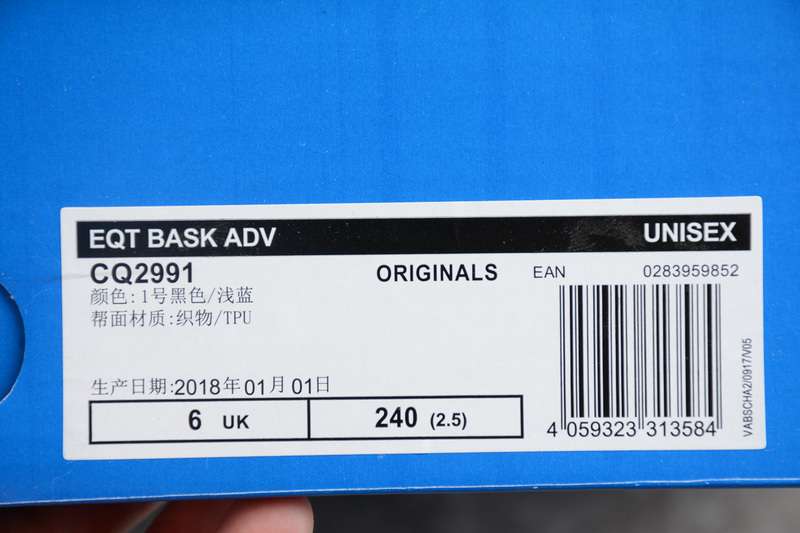 EQT BASK ADV UNISEX
CQ2991 ORIGINALS EAN 0283959852
颜色:1号黑色/浅蓝
帮面材质:织物/TPU
生产日期:2018年01月01日
6 UK 240 (2.5)
4 059323 313584
VABSCHA2/0917/V05